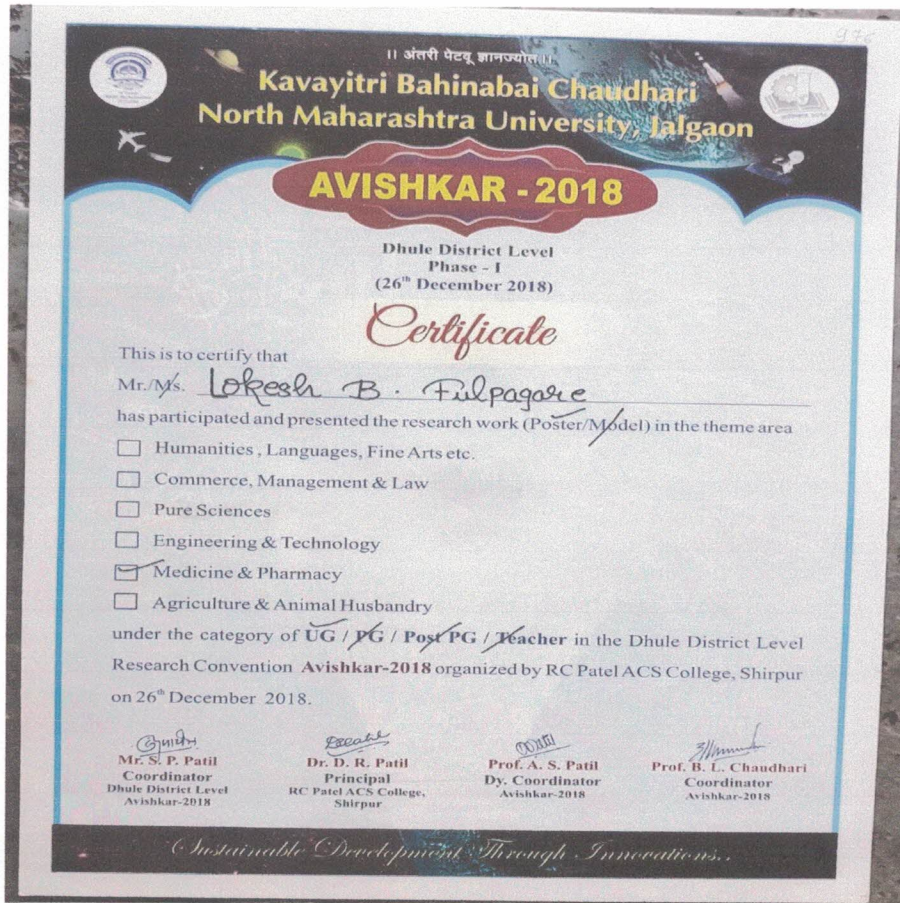 976
।। अंतरी पेटवू ज्ञानज्योत ।।
Kavayitri Bahinabai Chaudhari
North Maharashtra University, Jalgaon
AVISHKAR - 2018
Dhule District Level
Phase - I
(26th December 2018)
Certificate
This is to certify that
Mr./Ms. Lokesh B. Fulpagare
has participated and presented the research work (Poster/Model) in the theme area
Humanities , Languages, Fine Arts etc.
Commerce, Management & Law
Pure Sciences
Engineering & Technology
Medicine & Pharmacy
Agriculture & Animal Husbandry
under the category of UG / PG / Post PG / Teacher in the Dhule District Level
Research Convention Avishkar-2018 organized by RC Patel ACS College, Shirpur
on 26th December 2018.
Mr. S. P. Patil
Coordinator
Dhule District Level
Avishkar-2018
Dr. D. R. Patil
Principal
RC Patel ACS College,
Shirpur
Prof. A. S. Patil
Dy. Coordinator
Avishkar-2018
Prof. B. L. Chaudhari
Coordinator
Avishkar-2018
Sustainable Development Through Innovations..